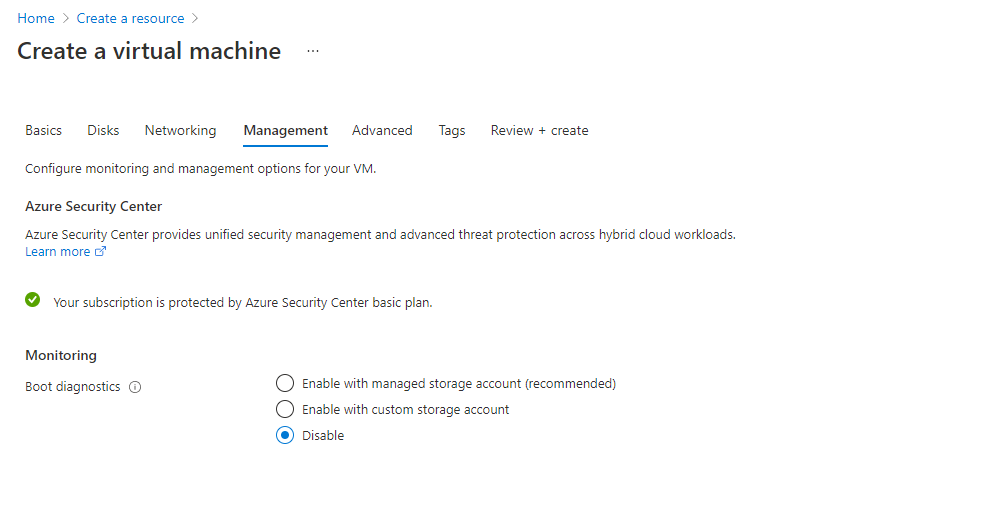 Home > Create a resource >
Create a virtual machine ...
Basics Disks Networking Management Advanced Tags Review + create
Configure monitoring and management options for your VM.
Azure Security Center
Azure Security Center provides unified security management and advanced threat protection across hybrid cloud workloads.
Learn more
Your subscription is protected by Azure Security Center basic plan.
Monitoring
Boot diagnostics
Enable with managed storage account (recommended)
Enable with custom storage account
Disable